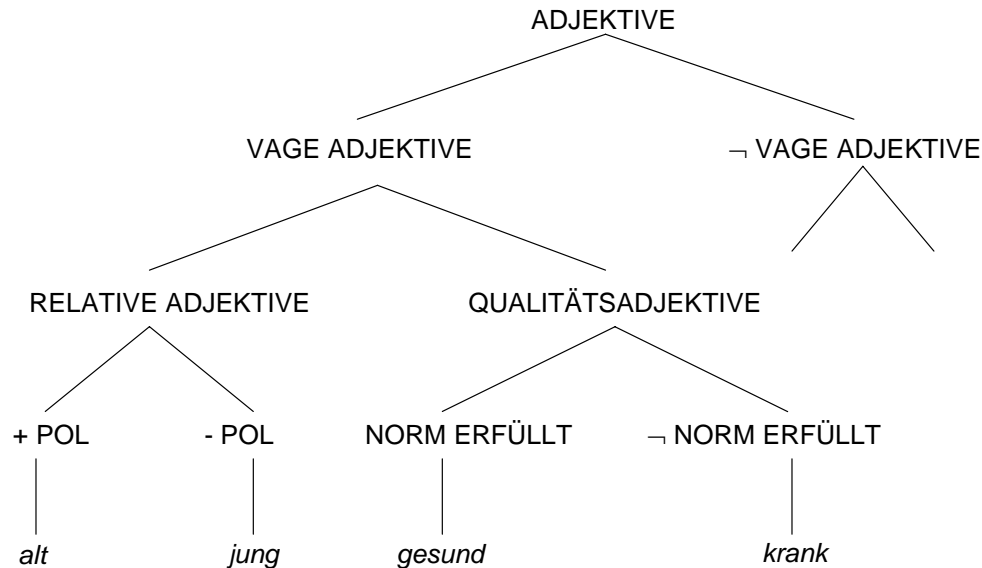 ADJEKTIVE
VAGE ADJEKTIVE ¬ VAGE ADJEKTIVE
RELATIVE ADJEKTIVE QUALITÄTSADJEKTIVE
+ POL - POL NORM ERFÜLLT ¬ NORM ERFÜLLT
alt jung gesund krank